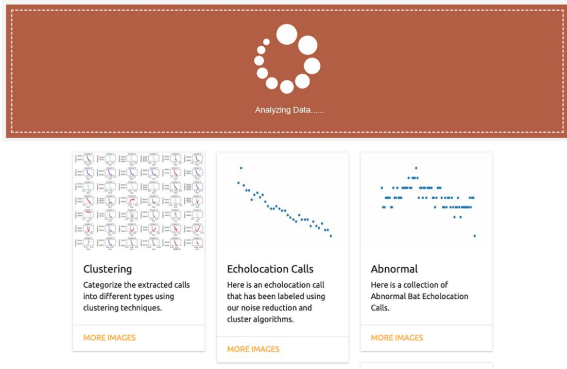 Analyzing Data......
Clustering
Categorize the extracted calls
into different types using
clustering techniques.
MORE IMAGES
Echolocation Calls
Here is an echolocation call
that has been labeled using
our noise reduction and
cluster algorithms.
MORE IMAGES
Abnormal
Here is a collection of
Abnormal Bat Echolocation
Calls.
MORE IMAGES